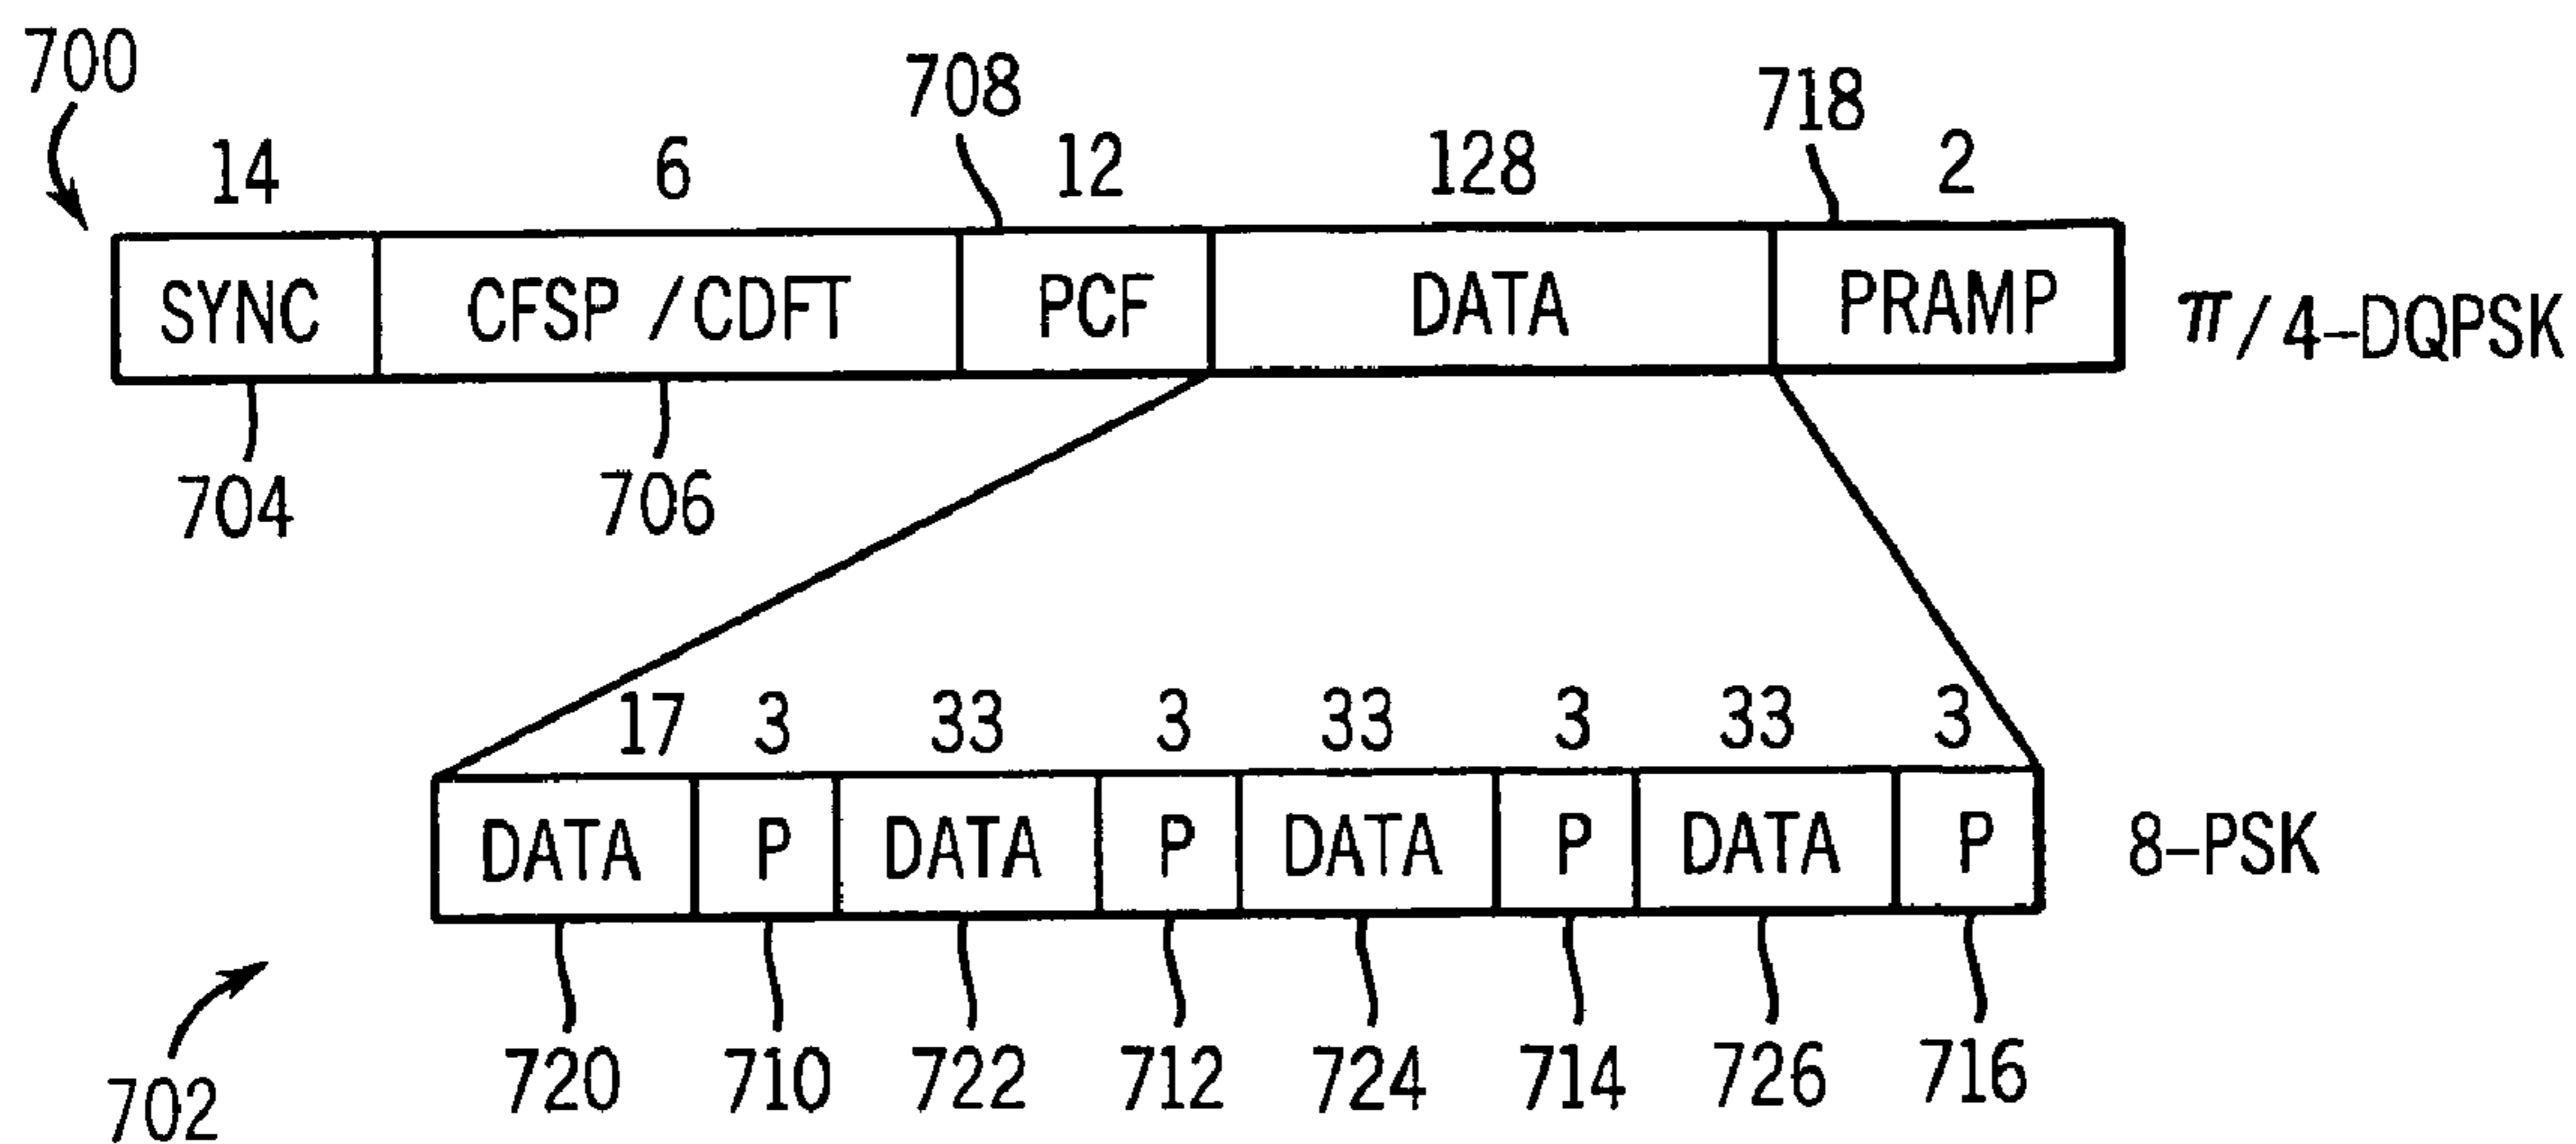 700
708
718
14 6 12 128 2
SYNC CFSP /CDFT PCF DATA PRAMP π/4-DQPSK
704
706
17 3 33 3 33 3 33 3
DATA P DATA P DATA P DATA P 8-PSK
702
720 710 722 712 724 714 726 716